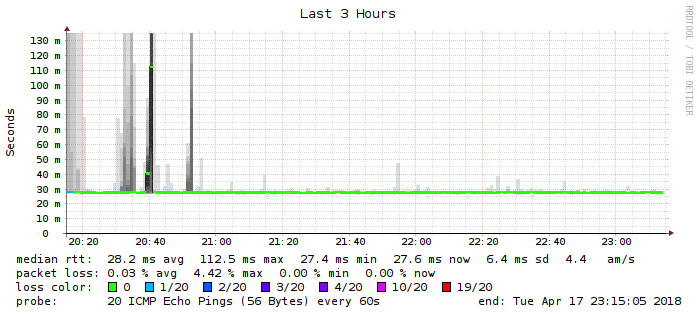 Last 3 Hours
RRDTOOL / TOBI OETIKER
Seconds
130 m
120 m
110 m
100 m
90 m
80 m
70 m
60 m
50 m
40 m
30 m
20 m
10 m
0
20:20 20:40 21:00 21:20 21:40 22:00 22:20 22:40 23:00
median rtt: 28.2 ms avg 112.5 ms max 27.4 ms min 27.6 ms now 6.4 ms sd 4.4 am/s
packet loss: 0.03 % avg 4.42 % max 0.00 % min 0.00 % now
loss color: 0 1/20 2/20 3/20 4/20 10/20 19/20
probe: 20 ICMP Echo Pings (56 Bytes) every 60s end: Tue Apr 17 23:15:05 2018